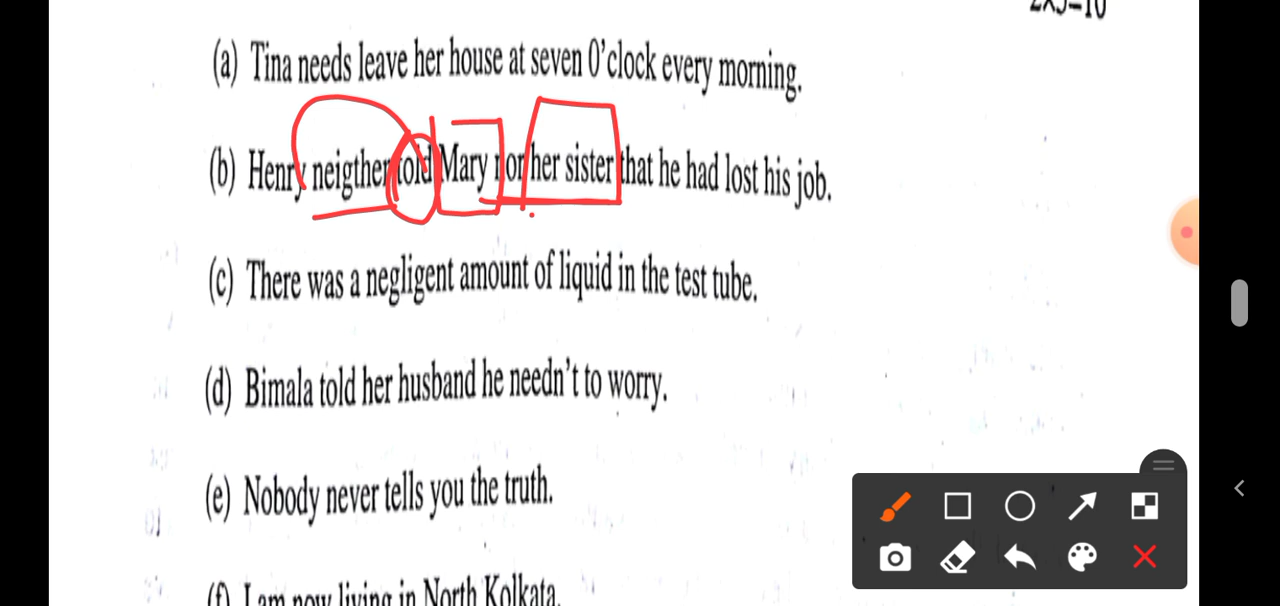 2x5=10
(a) Tina needs leave her house at seven O'clock every morning.
(b) Henry neigther told Mary nor her sister that he had lost his job.
(c) There was a negligent amount of liquid in the test tube.
(d) Bimala told her husband he needn't to worry.
(e) Nobody never tells you the truth.
(f) I am now living in North Kolkata.